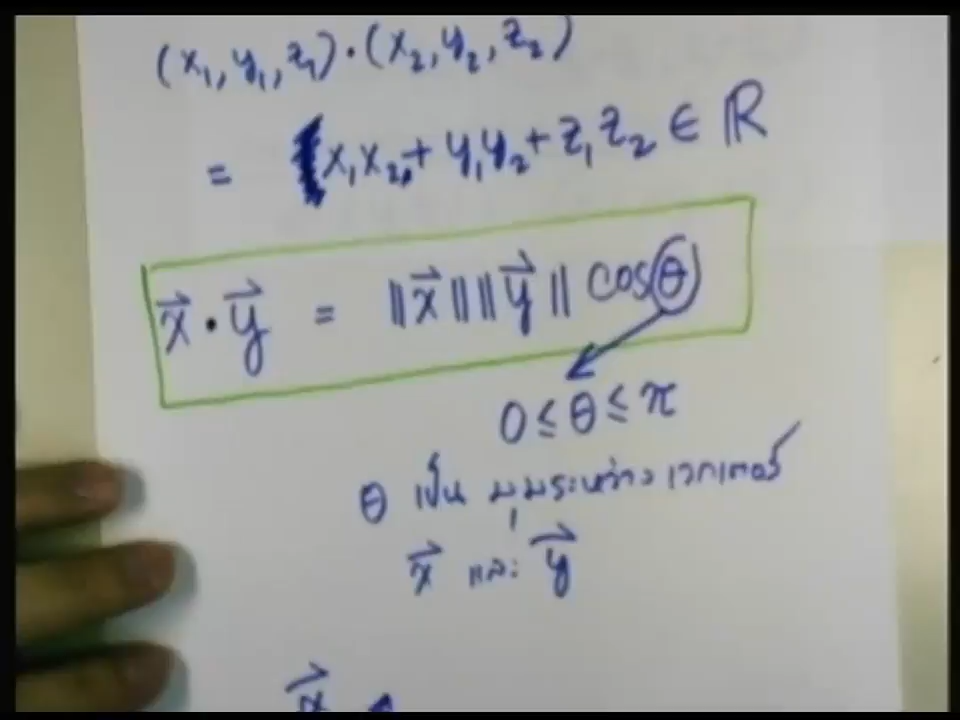 (x₁, y₁, z₁) · (x₂, y₂, z₂)
= x₁x₂ + y₁y₂ + z₁z₂ ∈ ℝ
x⃗ · y⃗ = ‖x⃗‖ ‖y⃗‖ cos θ
0 ≤ θ ≤ π
θ เป็น มุมระหว่าง เวกเตอร์
x⃗ และ y⃗
x⃗